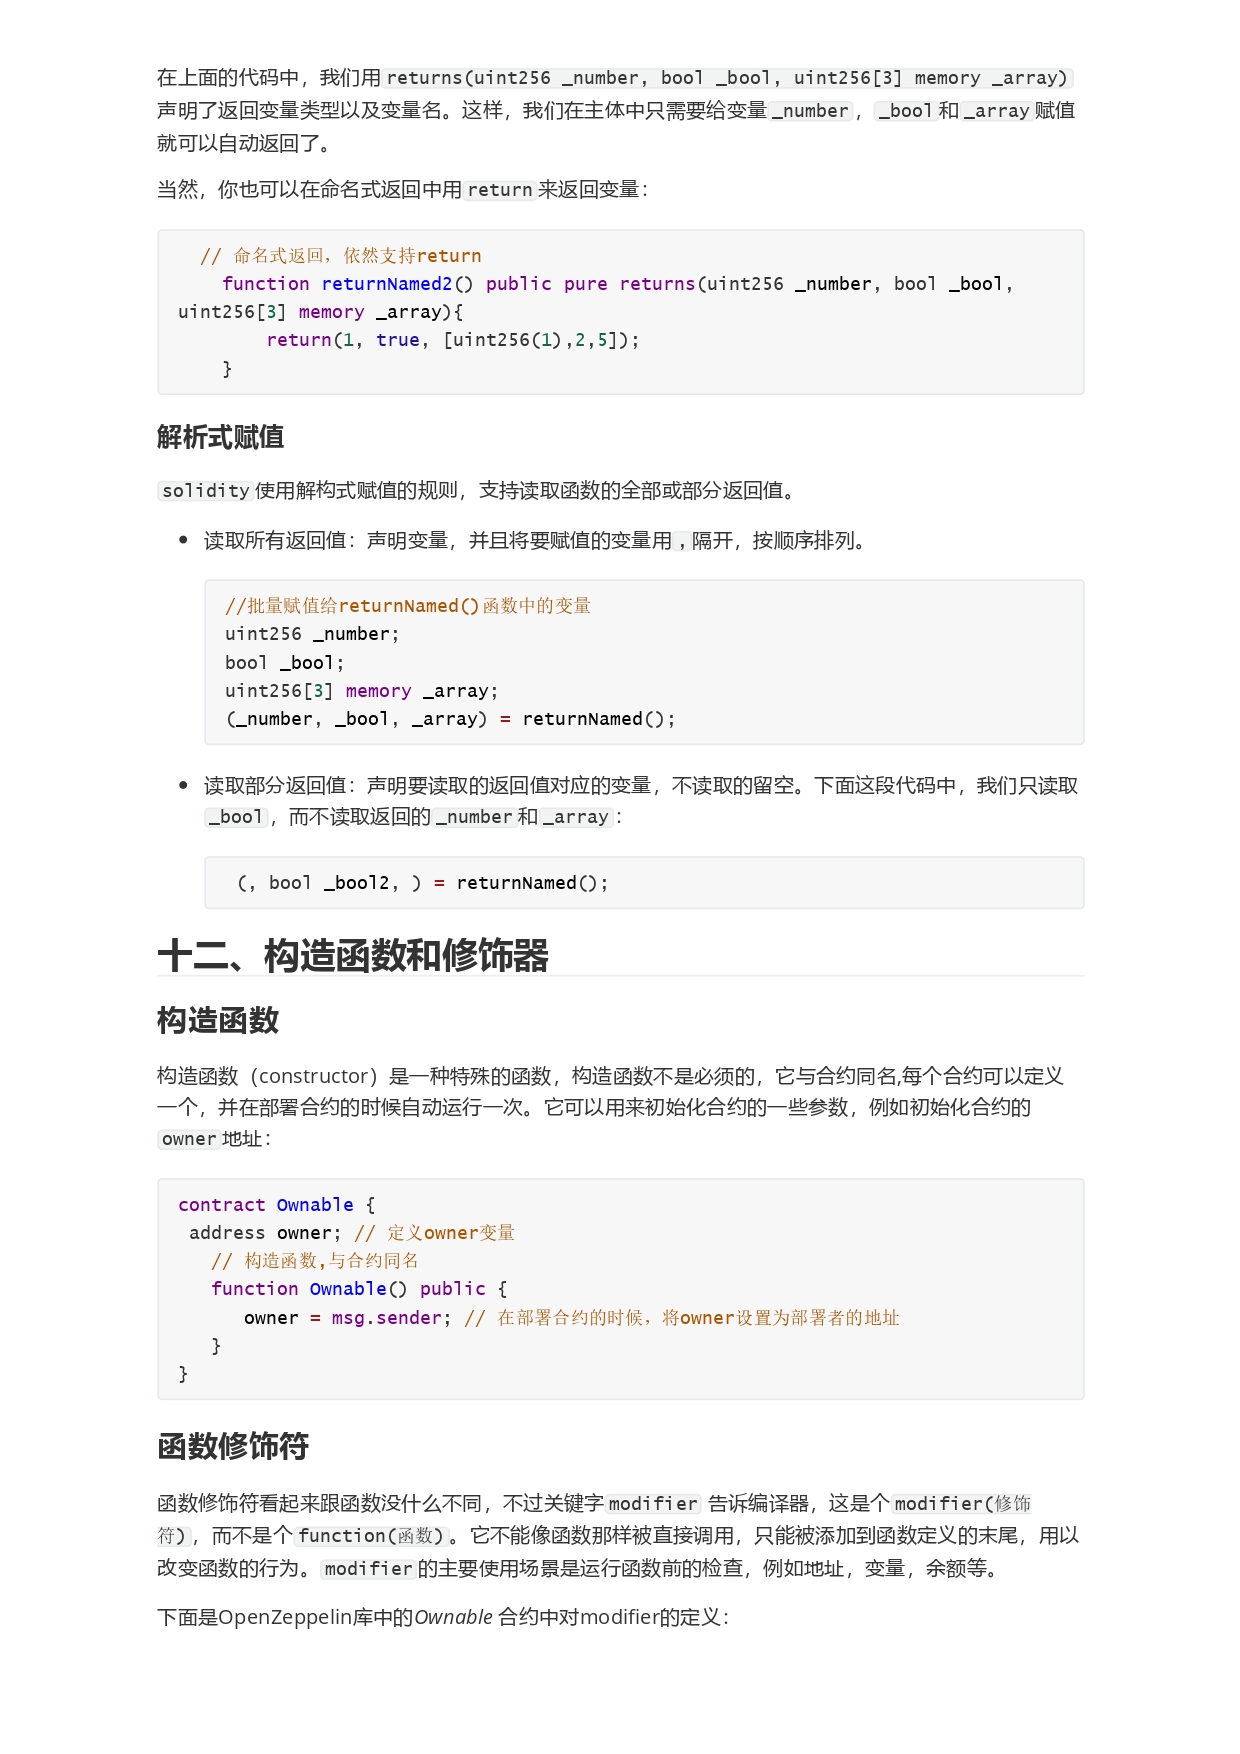 在上面的代码中，我们用returns(uint256 _number, bool _bool, uint256[3] memory _array)
声明了返回变量类型以及变量名。这样，我们在主体中只需要给变量_number，_bool和_array赋值
就可以自动返回了。
当然，你也可以在命名式返回中用return来返回变量：
// 命名式返回，依然支持return
function returnNamed2() public pure returns(uint256 _number, bool _bool,
uint256[3] memory _array){
return(1, true, [uint256(1),2,5]);
}
解析式赋值
solidity使用解构式赋值的规则，支持读取函数的全部或部分返回值。
• 读取所有返回值：声明变量，并且将要赋值的变量用,隔开，按顺序排列。
//批量赋值给returnNamed()函数中的变量
uint256 _number;
bool _bool;
uint256[3] memory _array;
(_number, _bool, _array) = returnNamed();
• 读取部分返回值：声明要读取的返回值对应的变量，不读取的留空。下面这段代码中，我们只读取
_bool，而不读取返回的_number和_array：
(, bool _bool2, ) = returnNamed();
十二、构造函数和修饰器
构造函数
构造函数（constructor）是一种特殊的函数，构造函数不是必须的，它与合约同名,每个合约可以定义
一个，并在部署合约的时候自动运行一次。它可以用来初始化合约的一些参数，例如初始化合约的
owner地址：
contract Ownable {
address owner; // 定义owner变量
// 构造函数,与合约同名
function Ownable() public {
owner = msg.sender; // 在部署合约的时候，将owner设置为部署者的地址
}
}
函数修饰符
函数修饰符看起来跟函数没什么不同，不过关键字modifier 告诉编译器，这是个modifier(修饰
符)，而不是个function(函数)。它不能像函数那样被直接调用，只能被添加到函数定义的末尾，用以
改变函数的行为。modifier的主要使用场景是运行函数前的检查，例如地址，变量，余额等。
下面是OpenZeppelin库中的Ownable 合约中对modifier的定义：